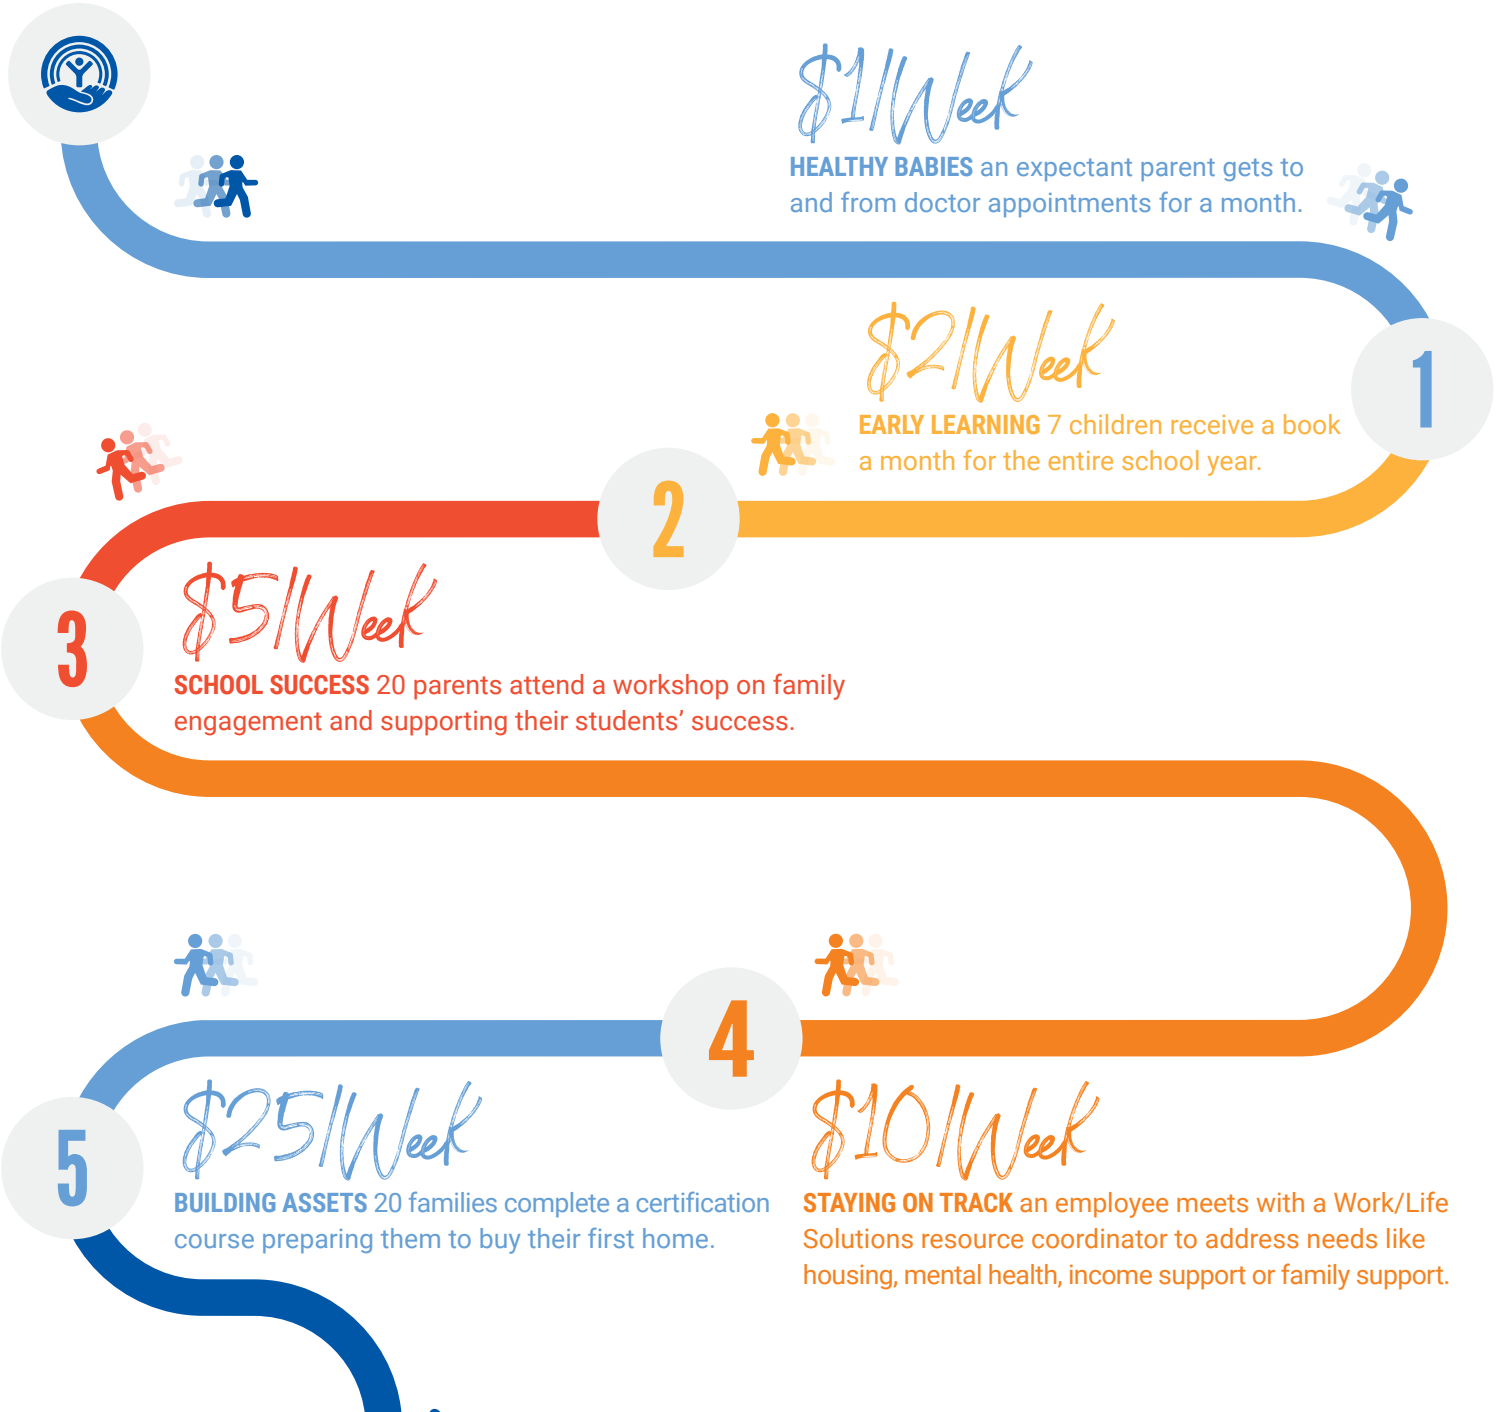 $1/Week
HEALTHY BABIES an expectant parent gets to
and from doctor appointments for a month.
1
$2/Week
EARLY LEARNING 7 children receive a book
a month for the entire school year.
2
3
$5/Week
SCHOOL SUCCESS 20 parents attend a workshop on family
engagement and supporting their students’ success.
4
$10/Week
STAYING ON TRACK an employee meets with a Work/Life
Solutions resource coordinator to address needs like
housing, mental health, income support or family support.
5
$25/Week
BUILDING ASSETS 20 families complete a certification
course preparing them to buy their first home.